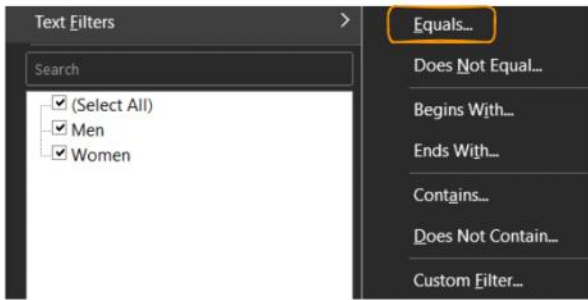 Text Filters
Search
(Select All)
Men
Women
Equals...
Does Not Equal...
Begins With...
Ends With...
Contains...
Does Not Contain...
Custom Filter...